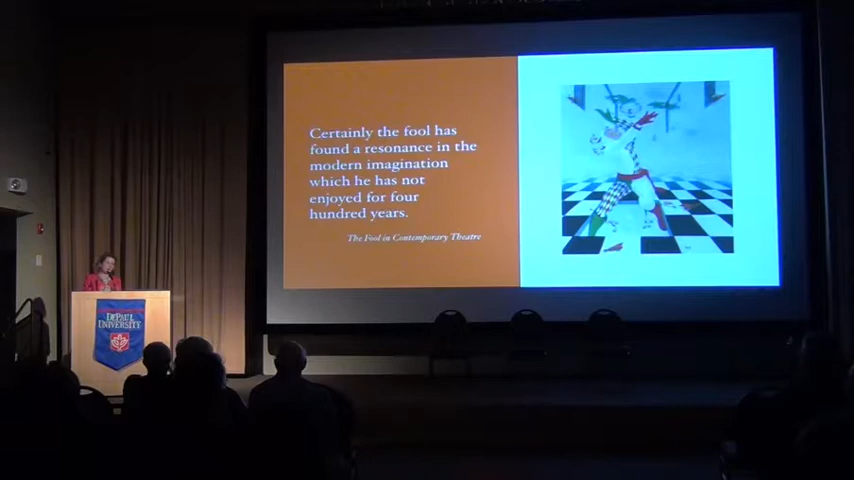 Certainly the fool has
found a resonance in the
modern imagination
which he has not
enjoyed for four
hundred years.
The Fool in Contemporary Theatre
DEPAUL
UNIVERSITY